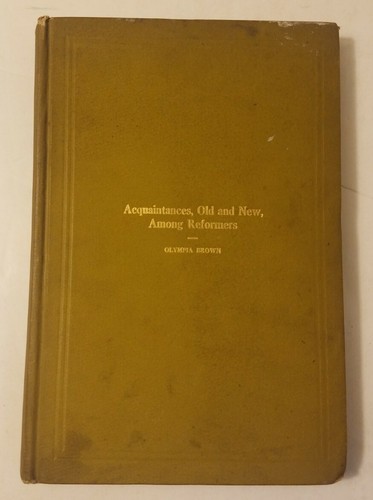 Acquaintances, Old and New,
Among Reformers
OLYMPIA BROWN